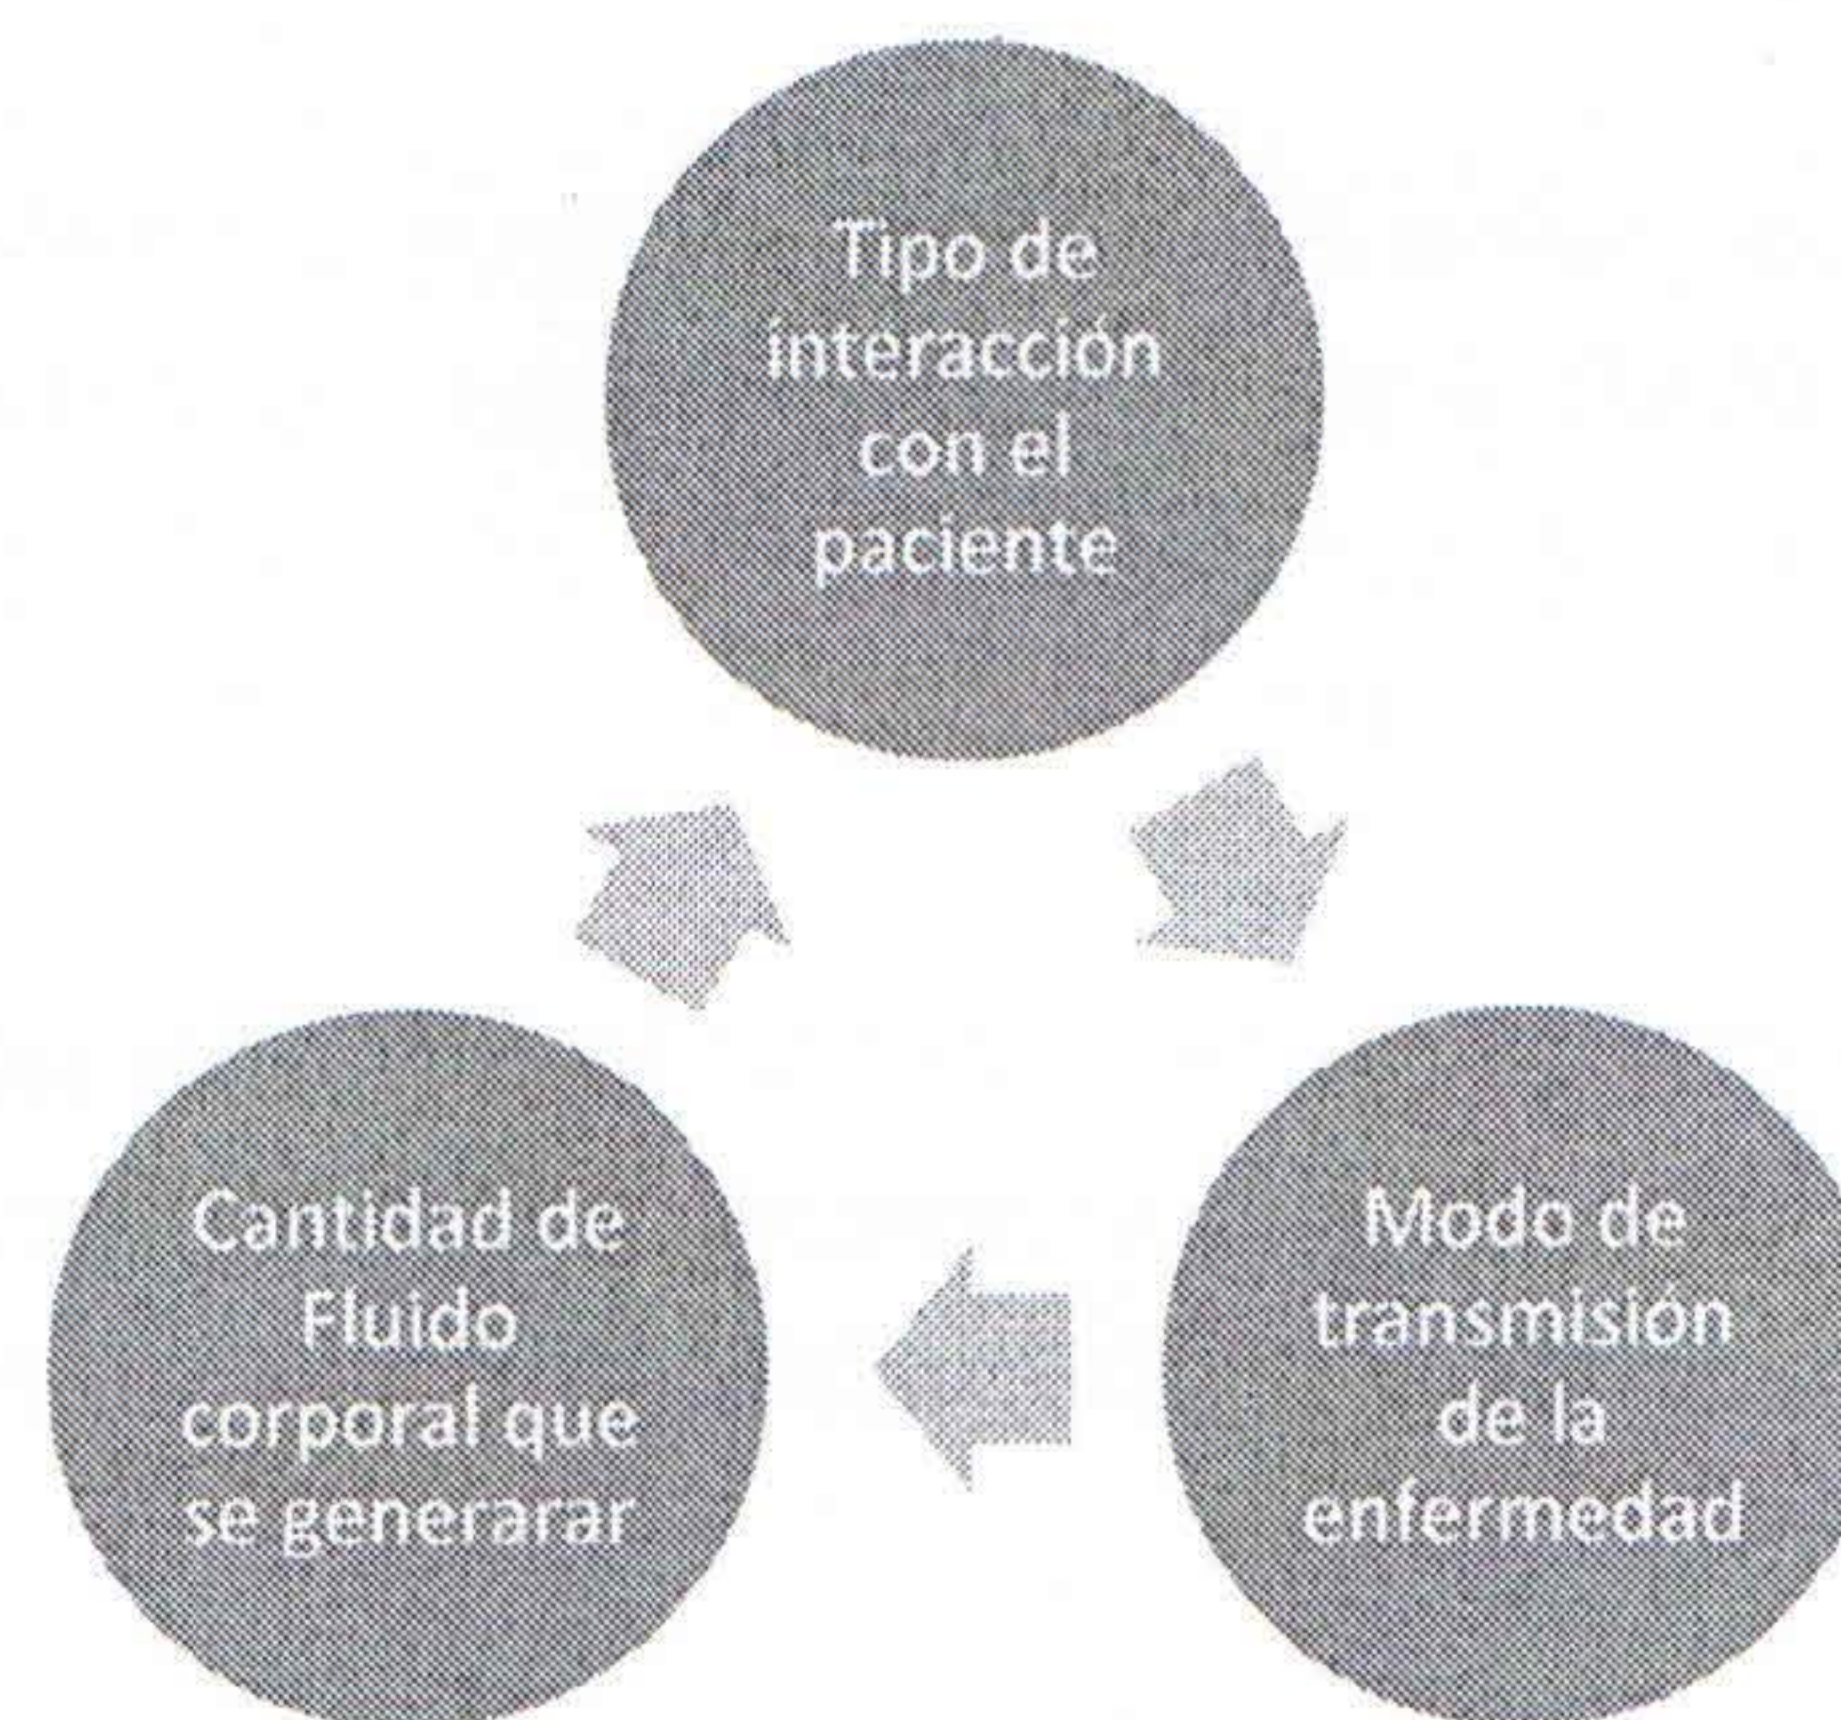 Tipo de
interacción
con el
paciente
Modo de
transmisión
de la
enfermedad
Cantidad de
Fluido
corporal que
se generarar